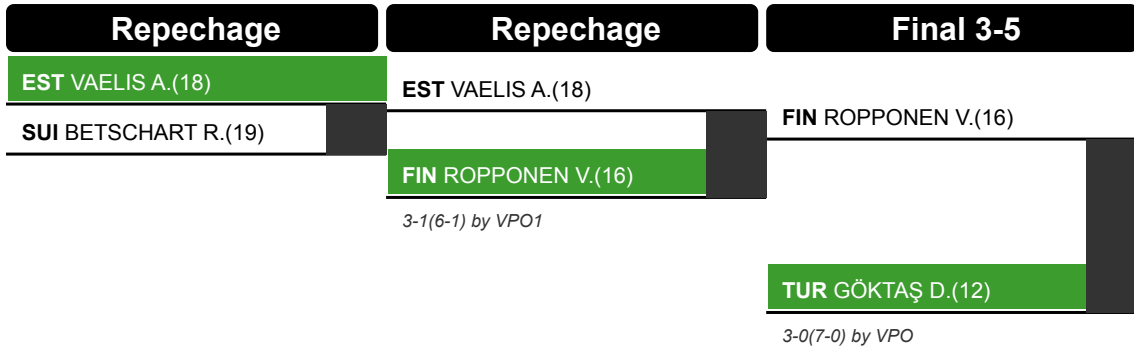 Repechage
EST VAELIS A.(18)
SUI BETSCHART R.(19)
Repechage
EST VAELIS A.(18)
FIN ROPPONEN V.(16)
3-1(6-1) by VPO1
Final 3-5
FIN ROPPONEN V.(16)
TUR GÖKTAŞ D.(12)
3-0(7-0) by VPO